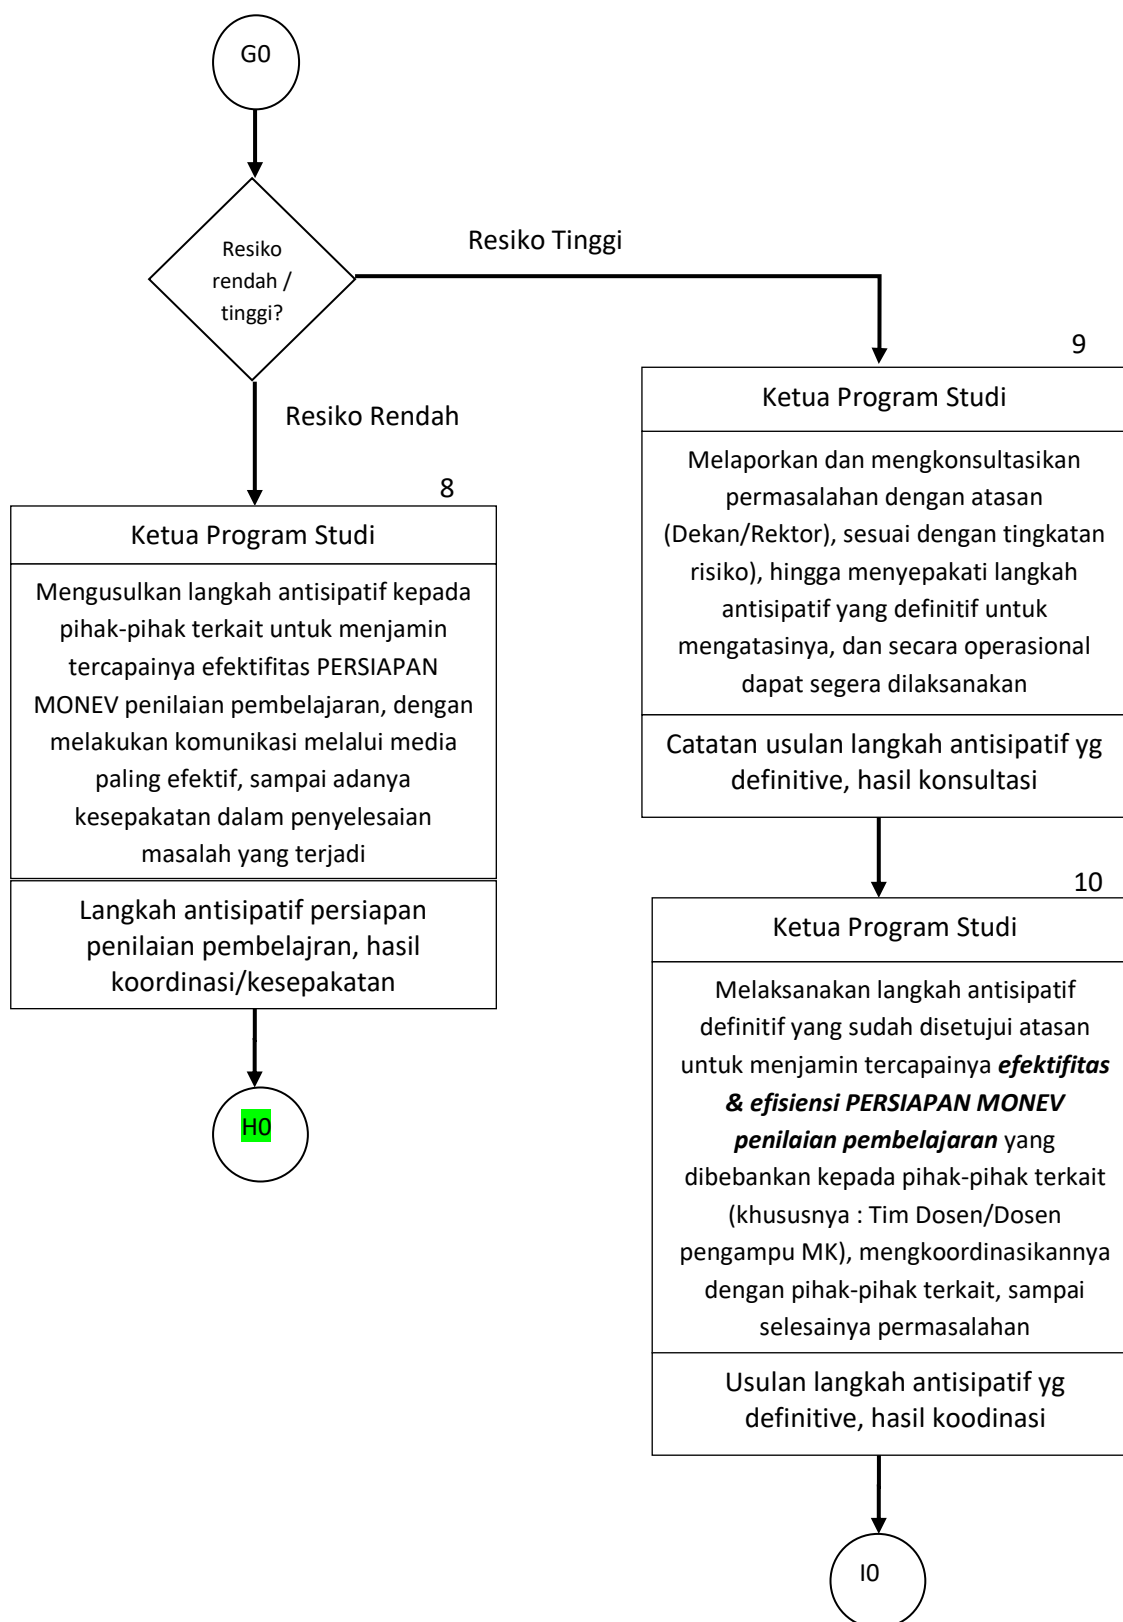 G0
Resiko
rendah /
tinggi?
Resiko Tinggi
Resiko Rendah
8
Ketua Program Studi
Mengusulkan langkah antisipatif kepada
pihak-pihak terkait untuk menjamin
tercapainya efektifitas PERSIAPAN
MONEV penilaian pembelajaran, dengan
melakukan komunikasi melalui media
paling efektif, sampai adanya
kesepakatan dalam penyelesaian
masalah yang terjadi
Langkah antisipatif persiapan
penilaian pembelajran, hasil
koordinasi/kesepakatan
H0
9
Ketua Program Studi
Melaporkan dan mengkonsultasikan
permasalahan dengan atasan
(Dekan/Rektor), sesuai dengan tingkatan
risiko), hingga menyepakati langkah
antisipatif yang definitif untuk
mengatasinya, dan secara operasional
dapat segera dilaksanakan
Catatan usulan langkah antisipatif yg
definitive, hasil konsultasi
10
Ketua Program Studi
Melaksanakan langkah antisipatif
definitif yang sudah disetujui atasan
untuk menjamin tercapainya efektifitas
& efisiensi PERSIAPAN MONEV
penilaian pembelajaran yang
dibebankan kepada pihak-pihak terkait
(khususnya : Tim Dosen/Dosen
pengampu MK), mengkoordinasikannya
dengan pihak-pihak terkait, sampai
selesainya permasalahan
Usulan langkah antisipatif yg
definitive, hasil koodinasi
I0